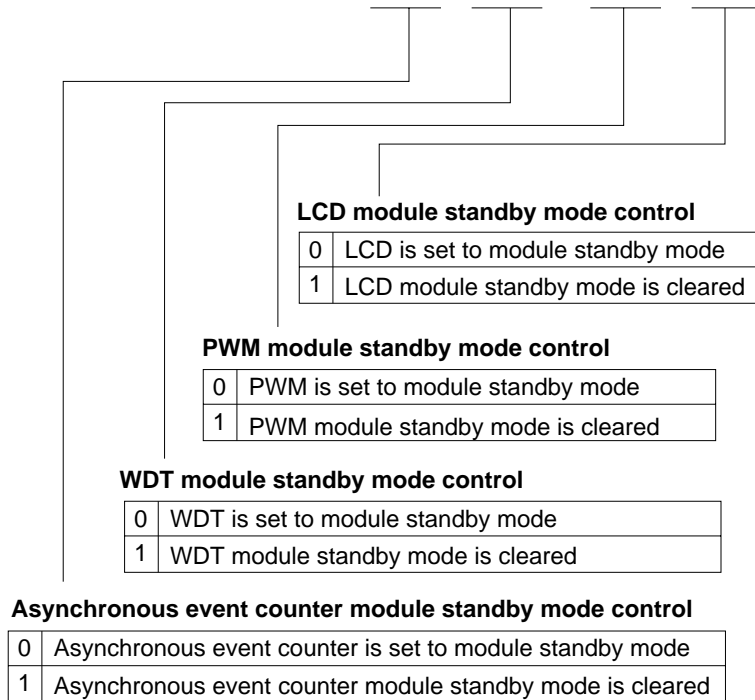 LCD module standby mode control
0 LCD is set to module standby mode
1 LCD module standby mode is cleared
PWM module standby mode control
0 PWM is set to module standby mode
1 PWM module standby mode is cleared
WDT module standby mode control
0 WDT is set to module standby mode
1 WDT module standby mode is cleared
Asynchronous event counter module standby mode control
0 Asynchronous event counter is set to module standby mode
1 Asynchronous event counter module standby mode is cleared